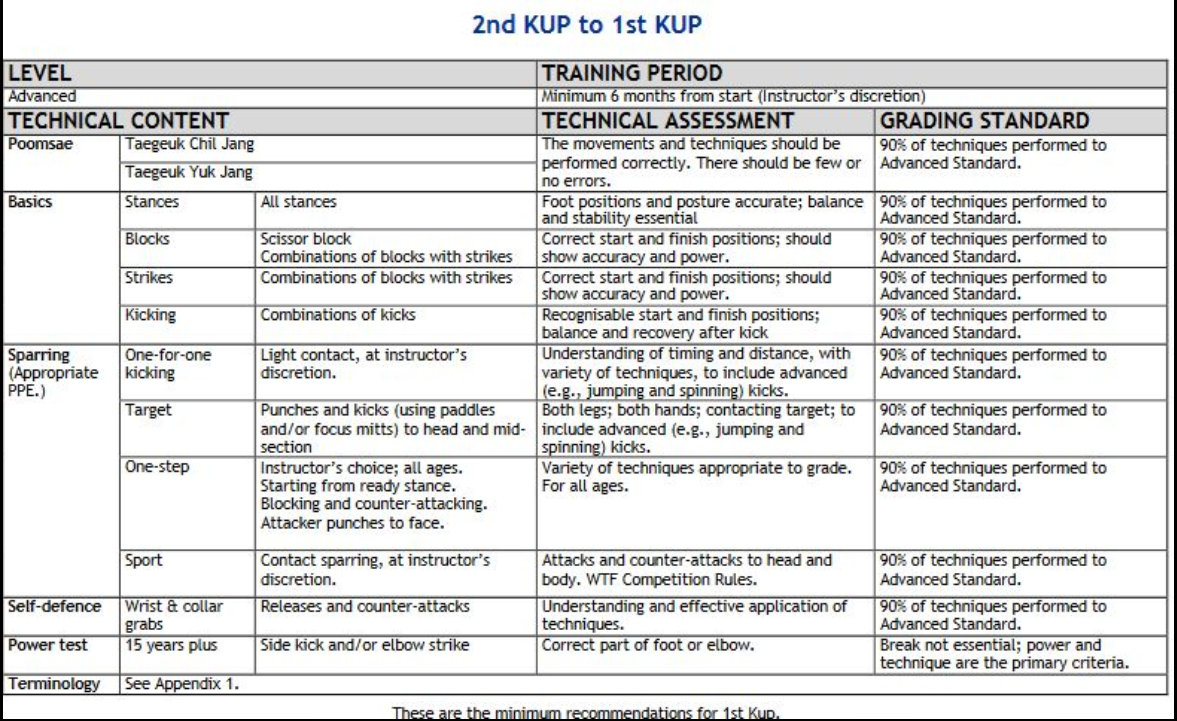 2nd KUP to 1st KUP
LEVEL TRAINING PERIOD
Advanced Minimum 6 months from start (Instructor's discretion)
TECHNICAL CONTENT TECHNICAL ASSESSMENT GRADING STANDARD
Poomsae Taegeuk Chil Jang The movements and techniques should be 90% of techniques performed to
performed correctly. There should be few or Advanced Standard.
Taegeuk Yuk Jang no errors.
Basics Stances All stances Foot positions and posture accurate; balance 90% of techniques performed to
and stability essential Advanced Standard.
Blocks Scissor block Correct start and finish positions; should 90% of techniques performed to
Combinations of blocks with strikes show accuracy and power. Advanced Standard.
Strikes Combinations of blocks with strikes Correct start and finish positions; should 90% of techniques performed to
show accuracy and power. Advanced Standard.
Kicking Combinations of kicks Recognisable start and finish positions; 90% of techniques performed to
balance and recovery after kick Advanced Standard.
Sparring One-for-one Light contact, at instructor's Understanding of timing and distance, with 90% of techniques performed to
(Appropriate kicking discretion. variety of techniques, to include advanced Advanced Standard.
PPE.) (e.g., jumping and spinning) kicks.
Target Punches and kicks (using paddles Both legs; both hands; contacting target; to 90% of techniques performed to
and/or focus mitts) to head and mid- include advanced (e.g., jumping and Advanced Standard.
section spinning) kicks.
One-step Instructor's choice; all ages. Variety of techniques appropriate to grade. 90% of techniques performed to
Starting from ready stance. For all ages. Advanced Standard.
Blocking and counter-attacking.
Attacker punches to face.
Sport Contact sparring, at instructor's Attacks and counter-attacks to head and 90% of techniques performed to
discretion. body. WTF Competition Rules. Advanced Standard.
Self-defence Wrist & collar Releases and counter-attacks Understanding and effective application of 90% of techniques performed to
grabs techniques. Advanced Standard.
Power test 15 years plus Side kick and/or elbow strike Correct part of foot or elbow. Break not essential; power and
technique are the primary criteria.
Terminology See Appendix 1.
These are the minimum recommendations for 1st Kup.